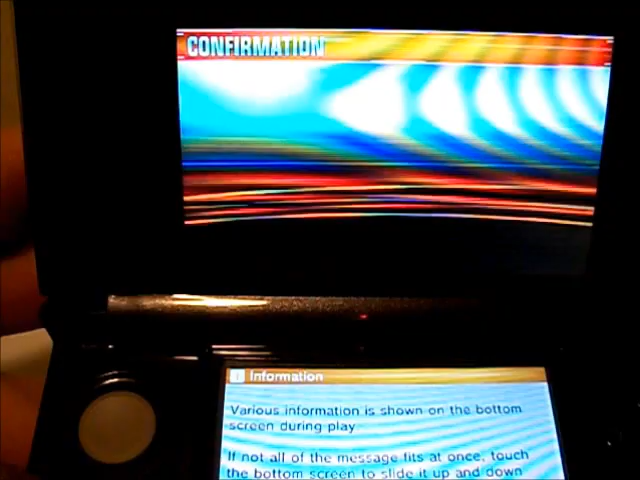 CONFIRMATION
i Information
Various information is shown on the bottom
screen during play
If not all of the message fits at once, touch
the bottom screen to slide it up and down